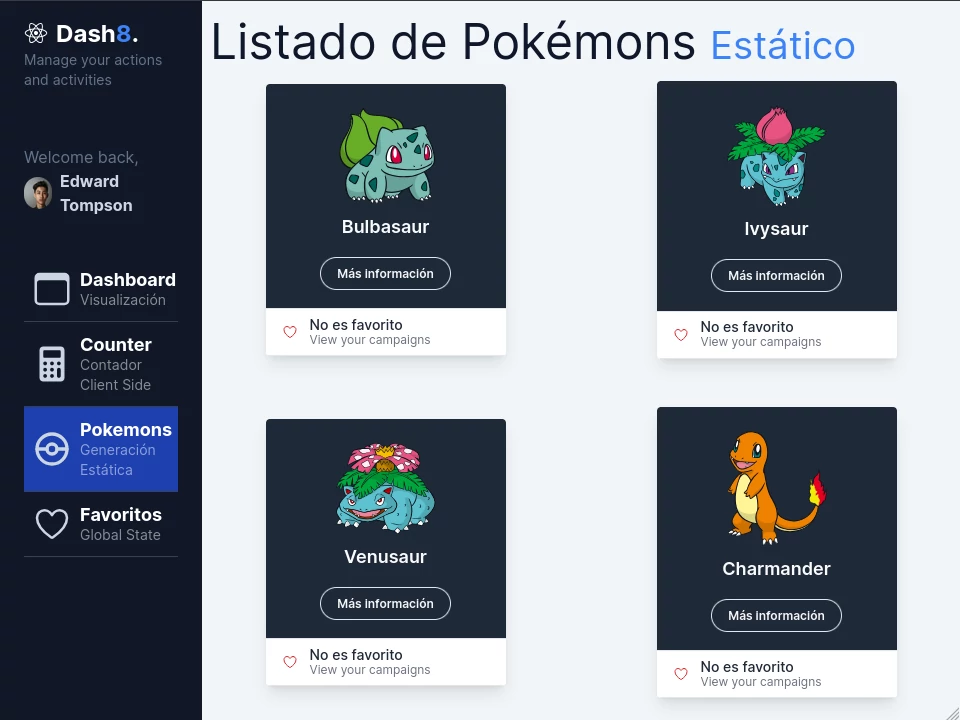 Dash8.
Manage your actions
and activities
Welcome back,
Edward
Tompson
Dashboard
Visualización
Counter
Contador
Client Side
Pokemons
Generación
Estática
Favoritos
Global State
Listado de Pokémons Estático
Bulbasaur
Más información
No es favorito
View your campaigns
Ivysaur
Más información
No es favorito
View your campaigns
Venusaur
Más información
No es favorito
View your campaigns
Charmander
Más información
No es favorito
View your campaigns